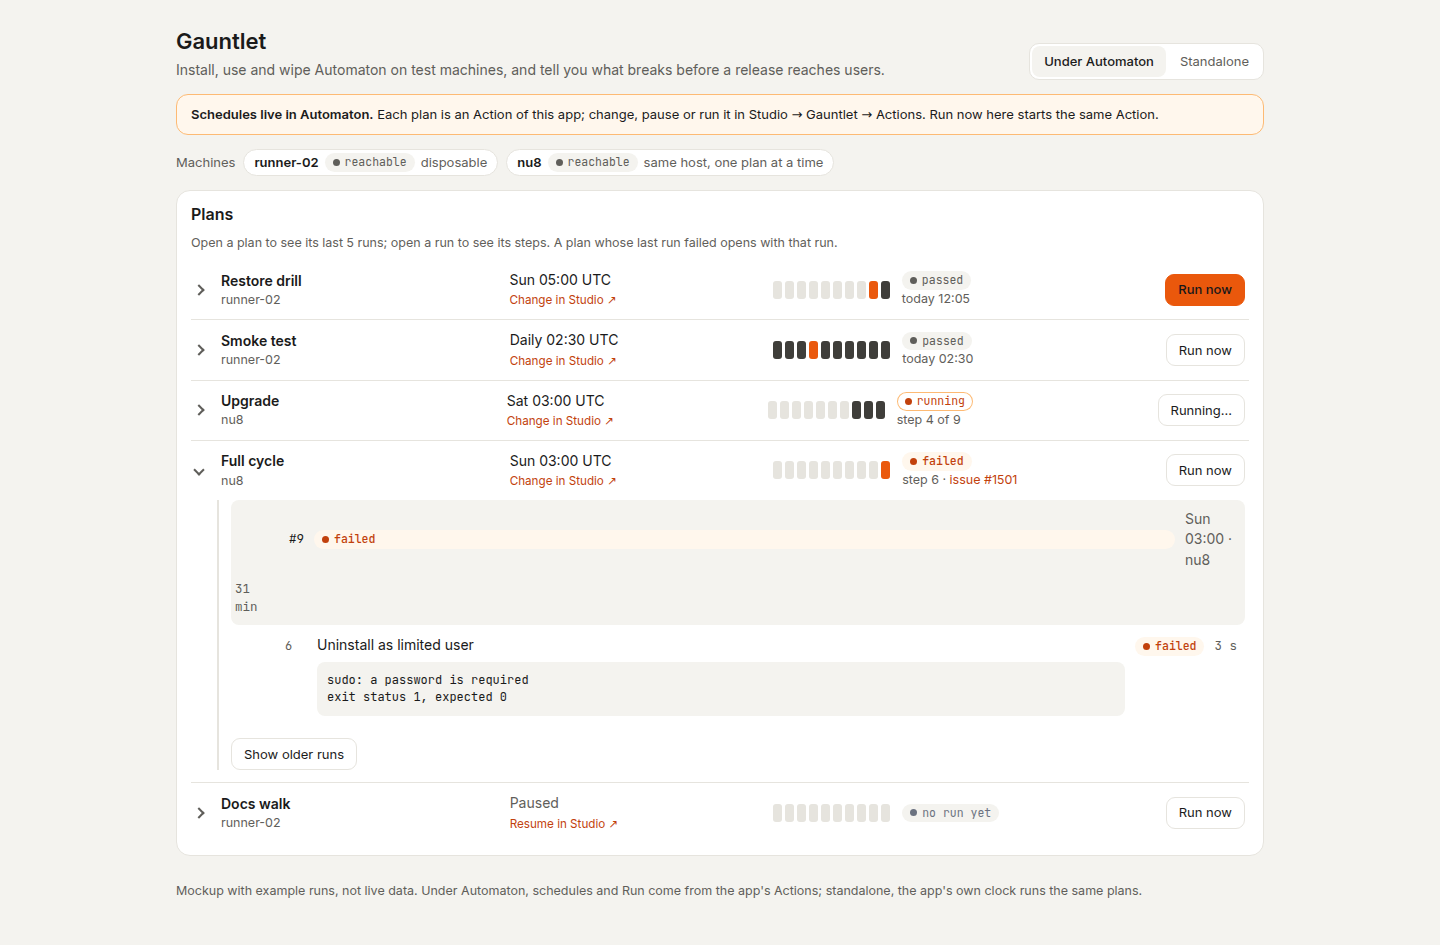 Gauntlet
Install, use and wipe Automaton on test machines, and tell you what breaks before a release reaches users.
Under Automaton
Standalone
Schedules live in Automaton. Each plan is an Action of this app; change, pause or run it in Studio → Gauntlet → Actions. Run now here starts the same Action.
Machines
runner-02 reachable disposable
nu8 reachable same host, one plan at a time
Plans
Open a plan to see its last 5 runs; open a run to see its steps. A plan whose last run failed opens with that run.
Restore drill
runner-02
Sun 05:00 UTC
Change in Studio ↗
passed
today 12:05
Run now
Smoke test
runner-02
Daily 02:30 UTC
Change in Studio ↗
passed
today 02:30
Run now
Upgrade
nu8
Sat 03:00 UTC
Change in Studio ↗
running
step 4 of 9
Running...
Full cycle
nu8
Sun 03:00 UTC
Change in Studio ↗
failed
step 6 · issue #1501
Run now
#9 failed
Sun
03:00 ·
nu8
31
min
6 Uninstall as limited user failed 3 s
sudo: a password is required
exit status 1, expected 0
Show older runs
Docs walk
runner-02
Paused
Resume in Studio ↗
no run yet
Run now
Mockup with example runs, not live data. Under Automaton, schedules and Run come from the app's Actions; standalone, the app's own clock runs the same plans.